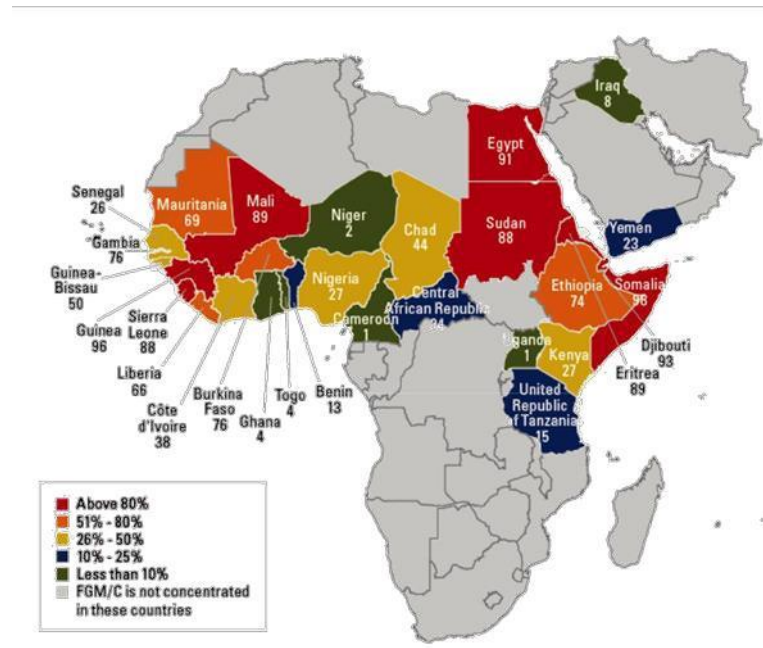 Iraq
8
Egypt
91
Senegal
26
Mauritania
69
Mali
89
Niger
2
Chad
44
Sudan
88
Yemen
23
Gambia
76
Guinea-
Bissau
50
Nigeria
27
Ethiopia
74
Somalia
98
Central
African Republic
24
Cameroon
1
Guinea
96
Sierra
Leone
88
Uganda
1
Kenya
27
Djibouti
93
Eritrea
89
Liberia
66
Côte
d'Ivoire
38
Burkina
Faso
76
Ghana
4
Togo
4
Benin
13
United
Republic
of Tanzania
15
Above 80%
51% - 80%
26% - 50%
10% - 25%
Less than 10%
FGM/C is not concentrated
in these countries